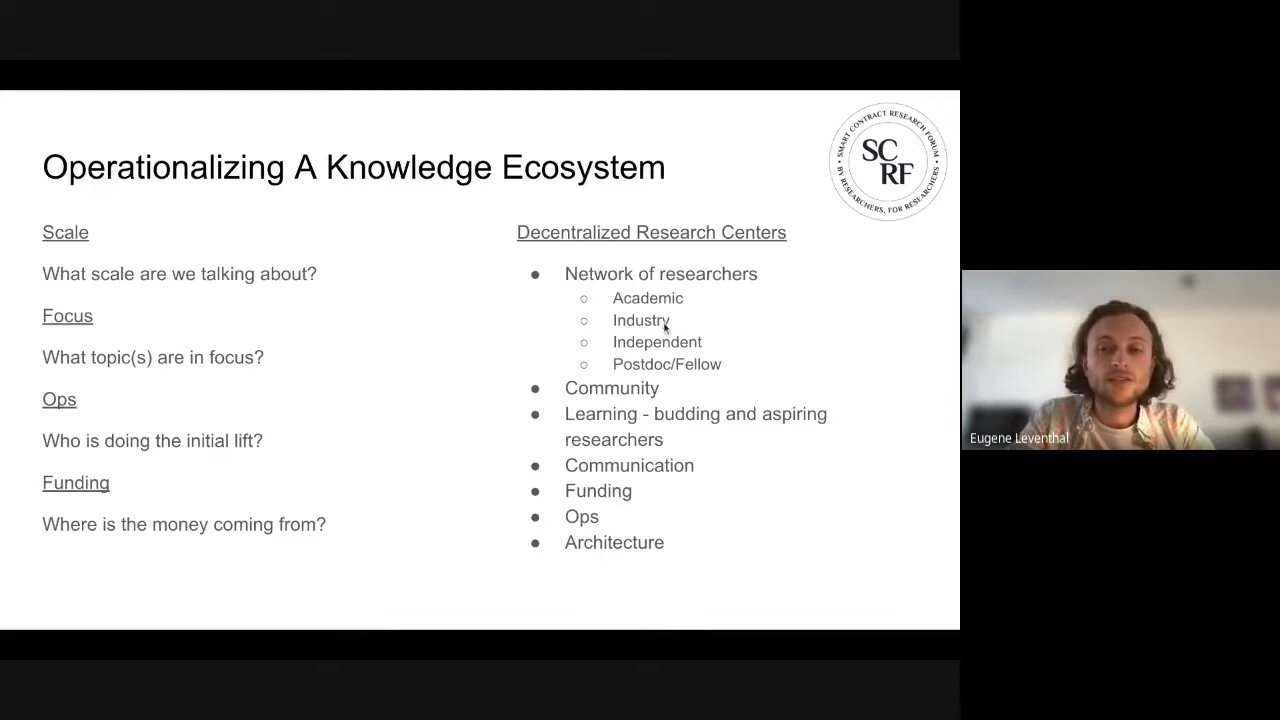 Operationalizing A Knowledge Ecosystem
SMART CONTRACT RESEARCH FORUM
• BY RESEARCHERS, FOR RESEARCHERS •
SC
RF
Scale
What scale are we talking about?
Focus
What topic(s) are in focus?
Ops
Who is doing the initial lift?
Funding
Where is the money coming from?
Decentralized Research Centers
● Network of researchers
○ Academic
○ Industry
○ Independent
○ Postdoc/Fellow
● Community
● Learning - budding and aspiring
researchers
● Communication
● Funding
● Ops
● Architecture
Eugene Leventhal